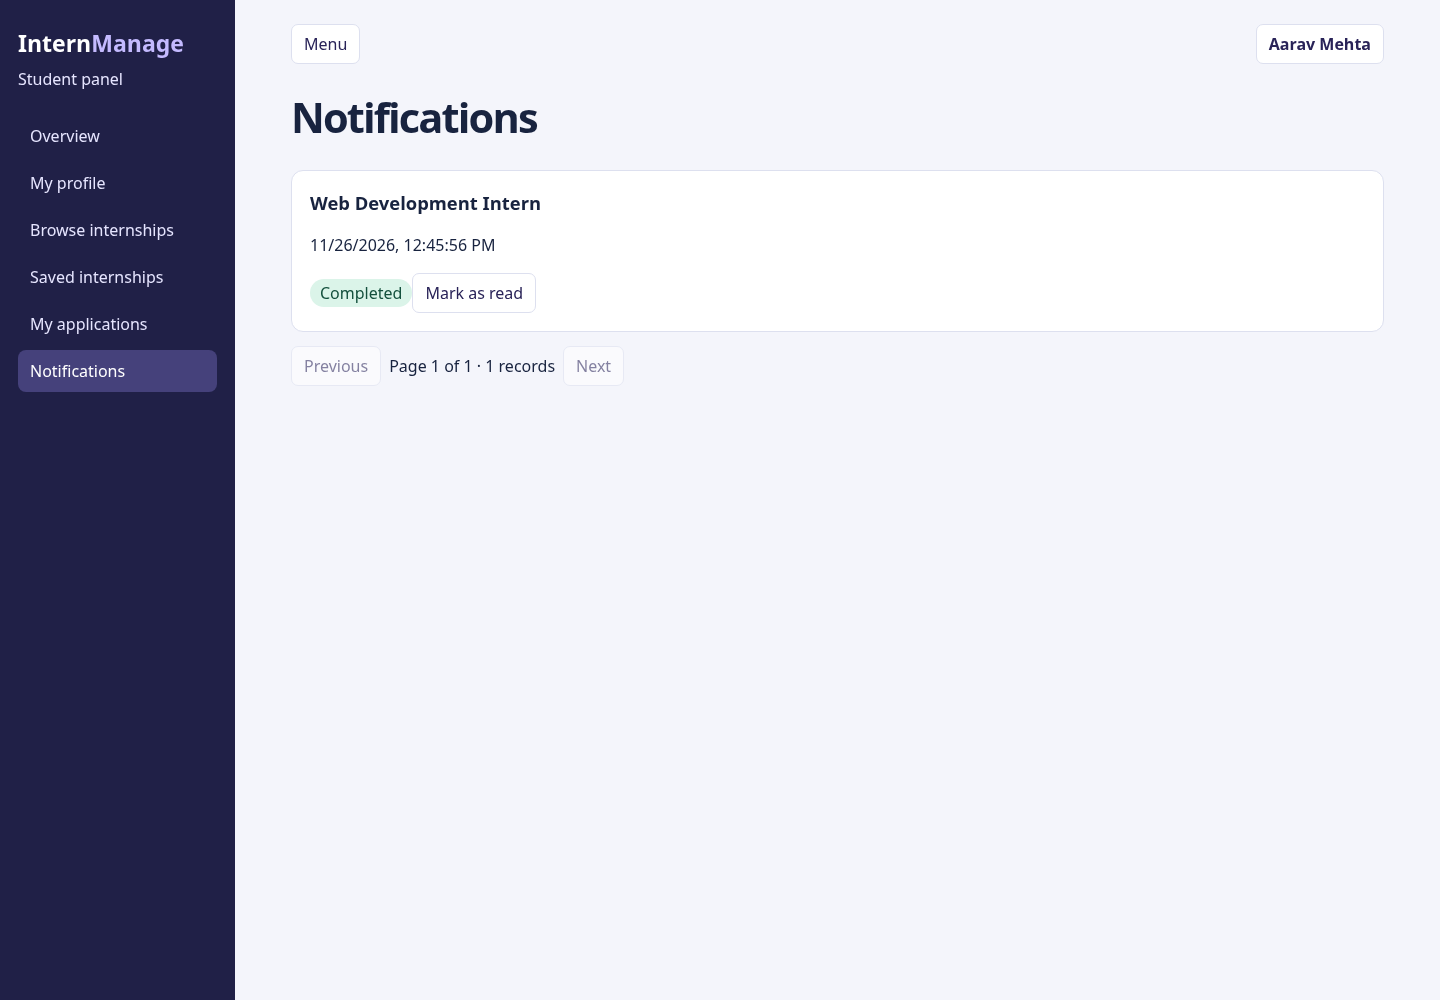 InternManage
Student panel
Overview
My profile
Browse internships
Saved internships
My applications
Notifications
Menu
Aarav Mehta
Notifications
Web Development Intern
11/26/2026, 12:45:56 PM
Completed Mark as read
Previous Page 1 of 1 · 1 records Next